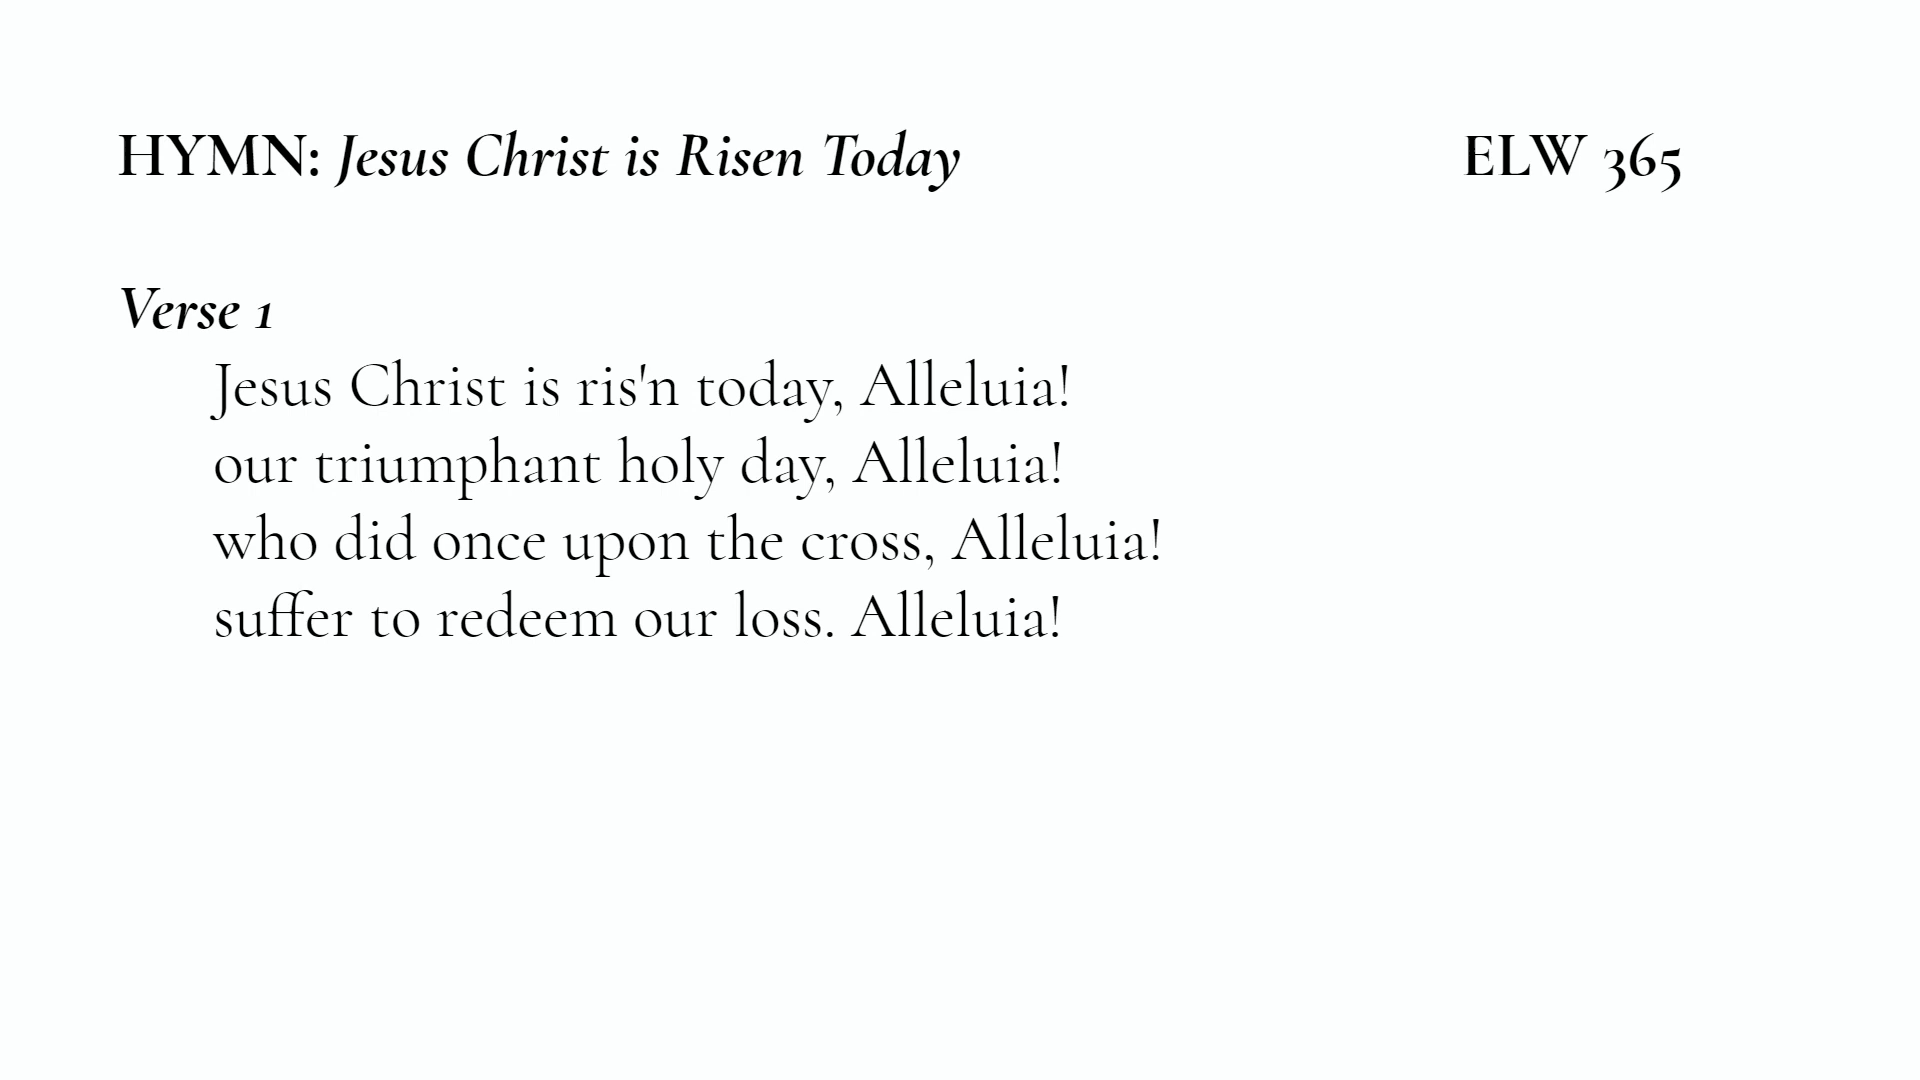 HYMN: Jesus Christ is Risen Today ELW 365
Verse 1
Jesus Christ is ris'n today, Alleluia!
our triumphant holy day, Alleluia!
who did once upon the cross, Alleluia!
suffer to redeem our loss. Alleluia!